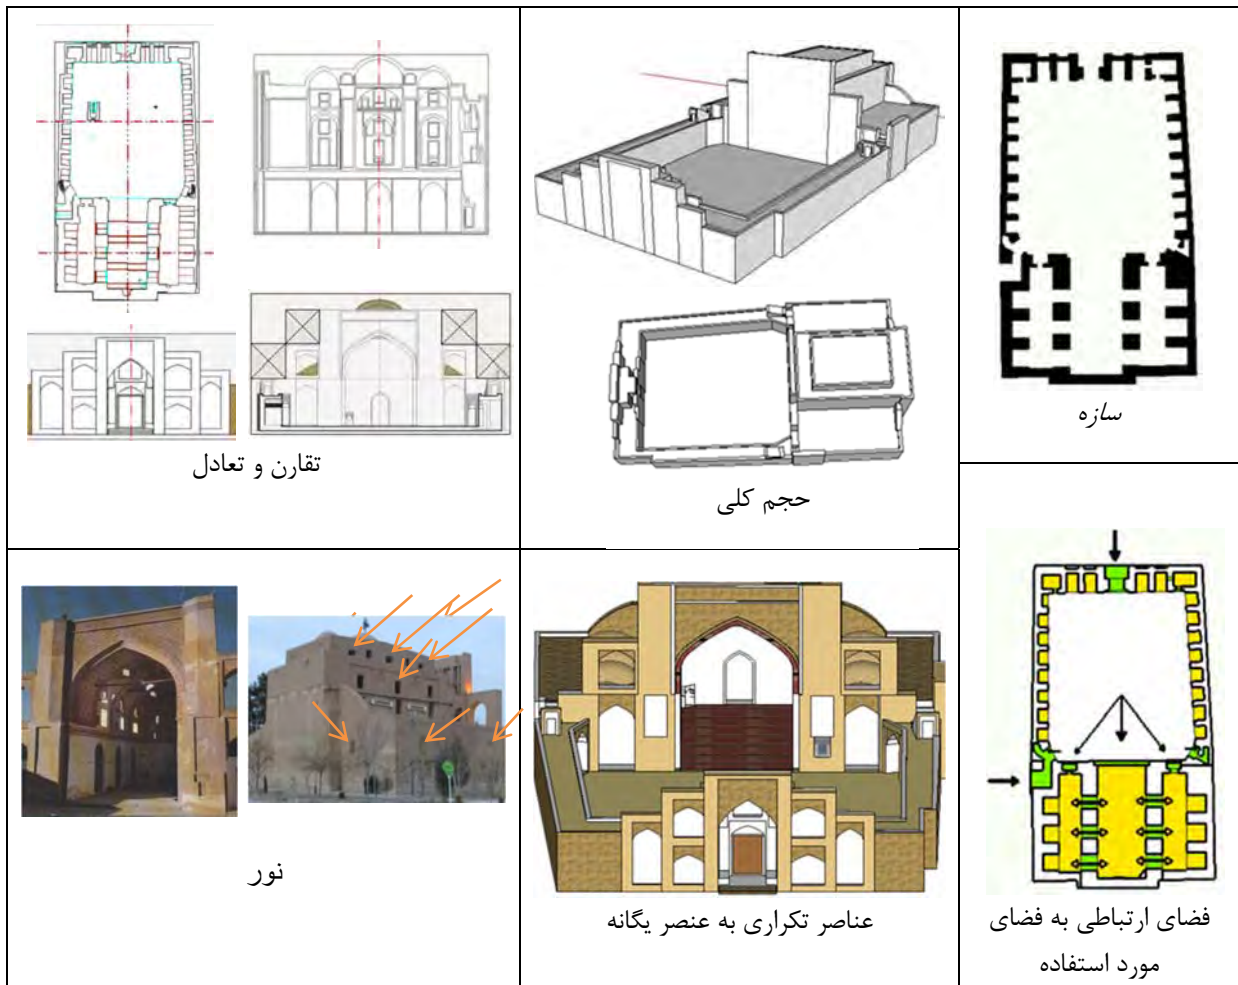 سازه
تقارن و تعادل
حجم کلی
نور
عناصر تکراری به عنصر یگانه
فضای ارتباطی به فضای
مورد استفاده